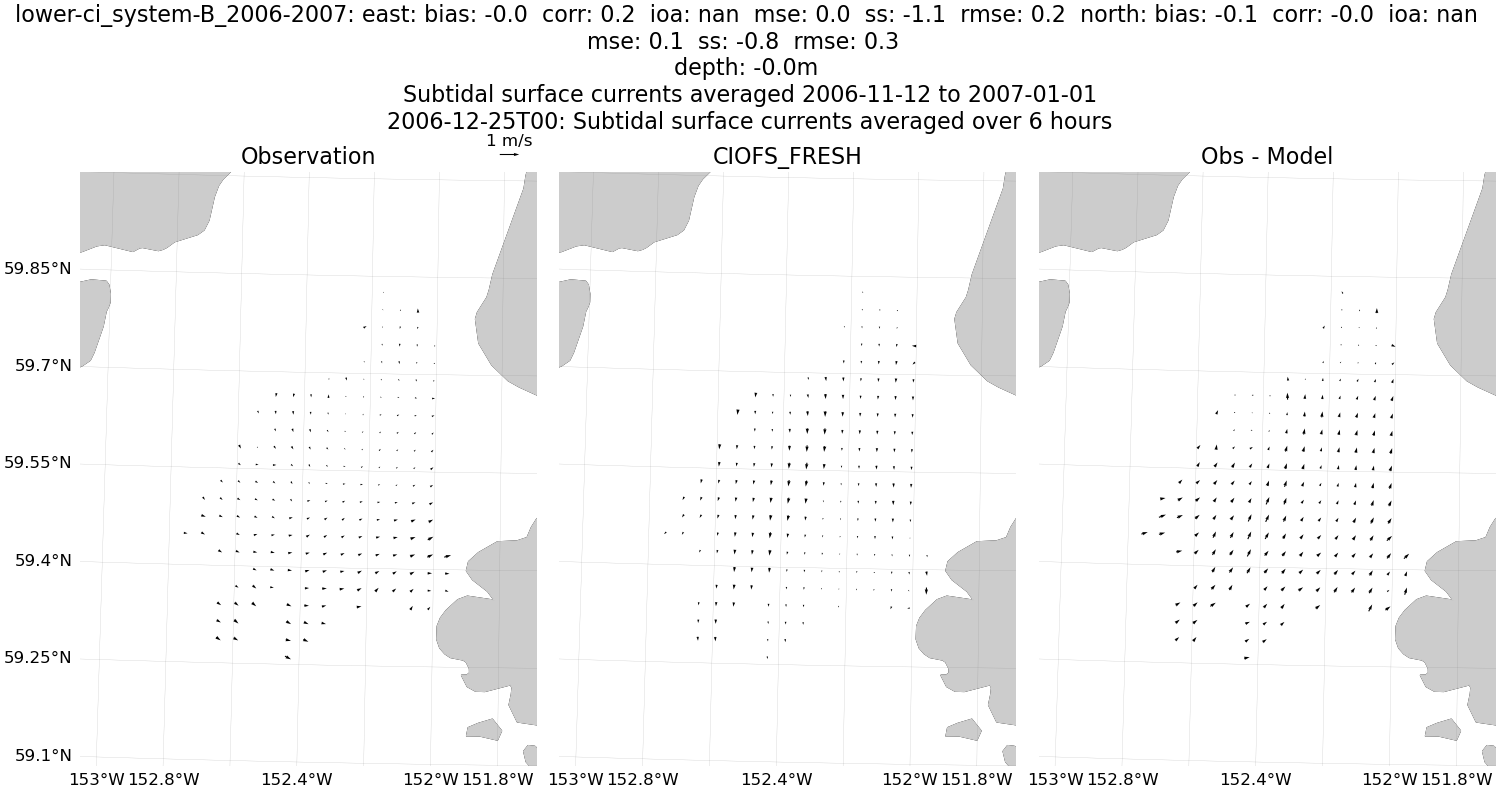 lower-ci_system-B_2006-2007: east: bias: -0.0  corr: 0.2  ioa: nan  mse: 0.0  ss: -1.1  rmse: 0.2  north: bias: -0.1  corr: -0.0  ioa: nan
mse: 0.1  ss: -0.8  rmse: 0.3
depth: -0.0m
Subtidal surface currents averaged 2006-11-12 to 2007-01-01
2006-12-25T00: Subtidal surface currents averaged over 6 hours
1 m/s
Observation
CIOFS_FRESH
Obs - Model
59.85°N
59.7°N
59.55°N
59.4°N
59.25°N
59.1°N
153°W 152.8°W 152.4°W 152°W 151.8°W
153°W 152.8°W 152.4°W 152°W 151.8°W
153°W 152.8°W 152.4°W 152°W 151.8°W